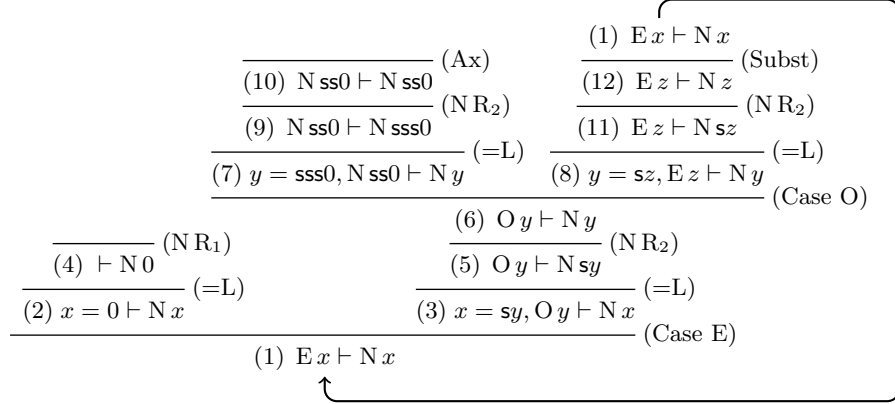 (1) E x ⊢ N x
(Ax) (Subst)
(10) N ss0 ⊢ N ss0 (12) E z ⊢ N z
(N R₂) (N R₂)
(9) N ss0 ⊢ N sss0 (11) E z ⊢ N sz
(=L) (=L)
(7) y = sss0, N ss0 ⊢ N y (8) y = sz, E z ⊢ N y
(Case O)
(6) O y ⊢ N y
(N R₁) (N R₂)
(4) ⊢ N 0 (5) O y ⊢ N sy
(=L) (=L)
(2) x = 0 ⊢ N x (3) x = sy, O y ⊢ N x
(Case E)
(1) E x ⊢ N x